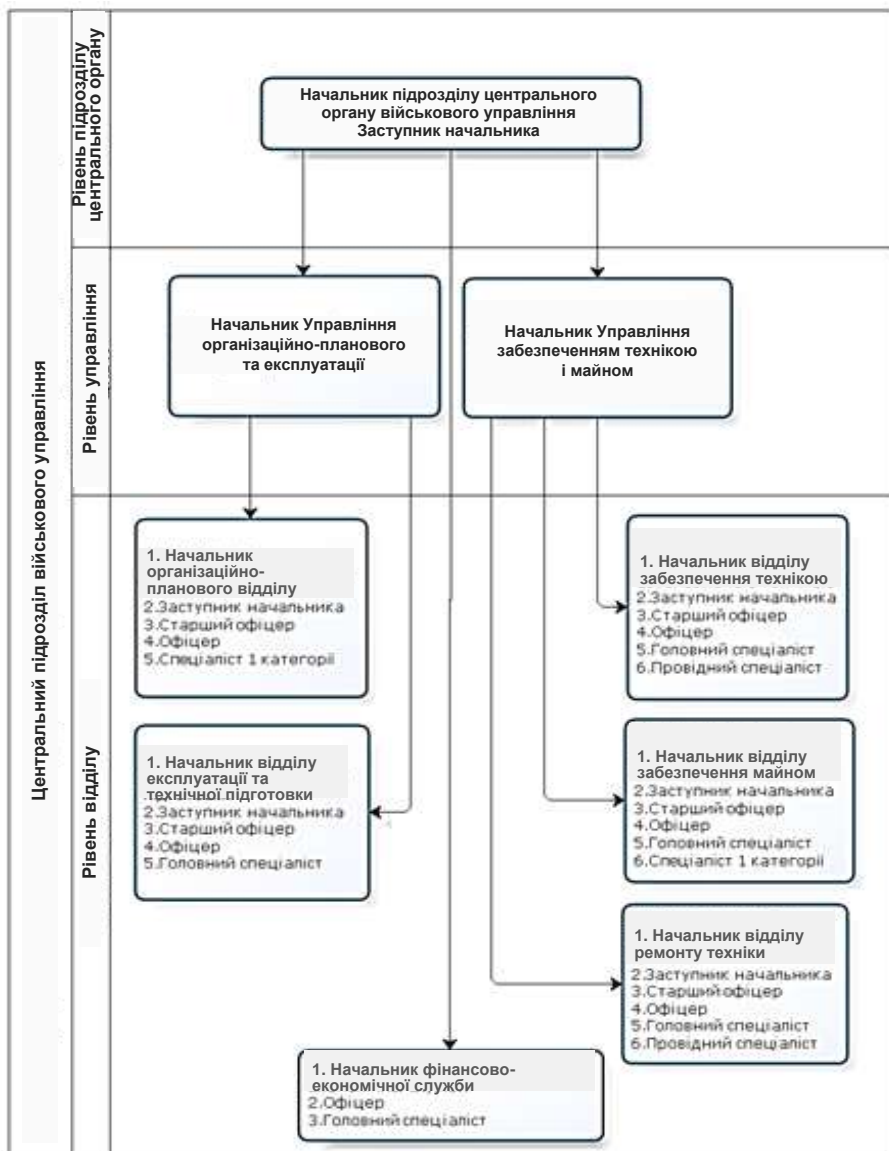 Центральний підрозділ військового управління
Рівень підрозділу
центрального органу
Начальник підрозділу центрального
органу військового управління
Заступник начальника
Рівень управління
Начальник Управління
організаційно-планового
та експлуатації
Начальник Управління
забезпеченням технікою
і майном
Рівень відділу
1. Начальник
організаційно-
планового відділу
2.Заступник начальника
3.Старший офіцер
4.Офіцер
5.Спеціаліст 1 категорії
1. Начальник відділу
експлуатації та
технічної підготовки
2.Заступник начальника
3.Старший офіцер
4.Офіцер
5.Головний спеціаліст
1. Начальник відділу
забезпечення технікою
2.Заступник начальника
3.Старший офіцер
4.Офіцер
5.Головний спеціаліст
6.Провідний спеціаліст
1. Начальник відділу
забезпечення майном
2.Заступник начальника
3.Старший офіцер
4.Офіцер
5.Головний спеціаліст
6.Спеціаліст 1 категорії
1. Начальник відділу
ремонту техніки
2.Заступник начальника
3.Старший офіцер
4.Офіцер
5.Головний спеціаліст
6.Провідний спеціаліст
1. Начальник фінансово-
економічної служби
2.Офіцер
3.Головний спеціаліст